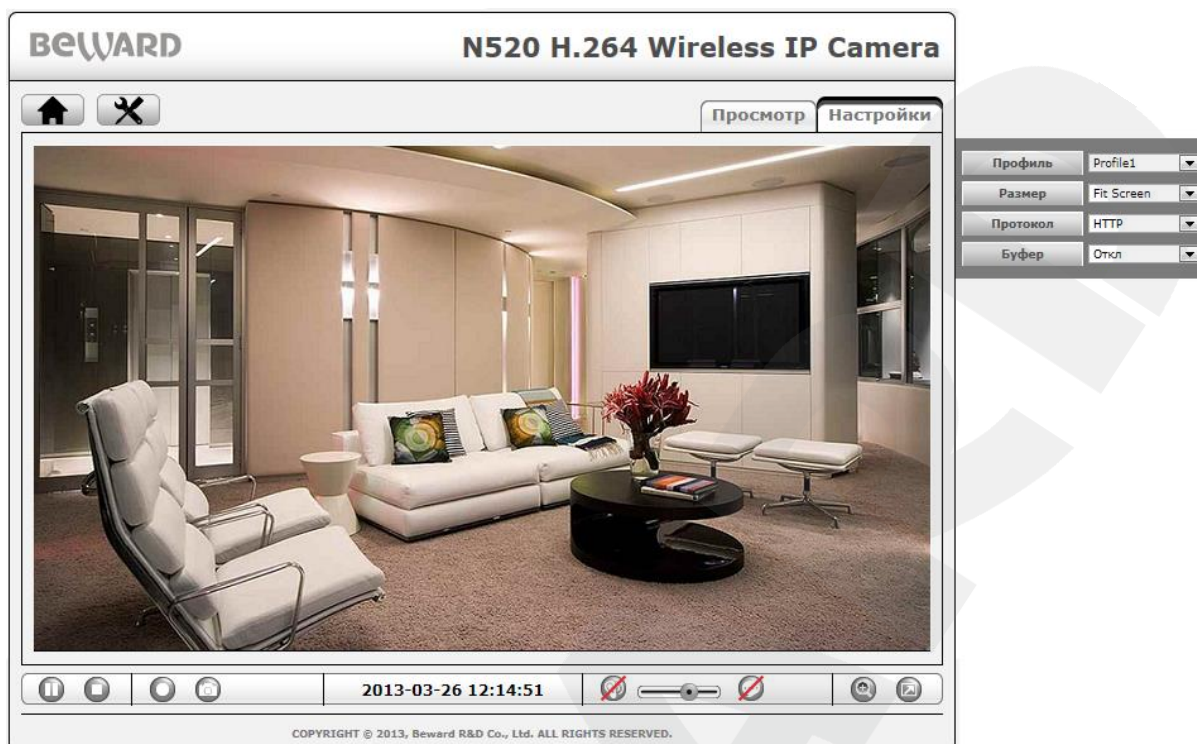 BEWARD
N520 H.264 Wireless IP Camera
Просмотр
Настройки
Профиль Profile1
Размер Fit Screen
Протокол HTTP
Буфер Откл
2013-03-26 12:14:51
COPYRIGHT © 2013, Beward R&D Co., Ltd. ALL RIGHTS RESERVED.